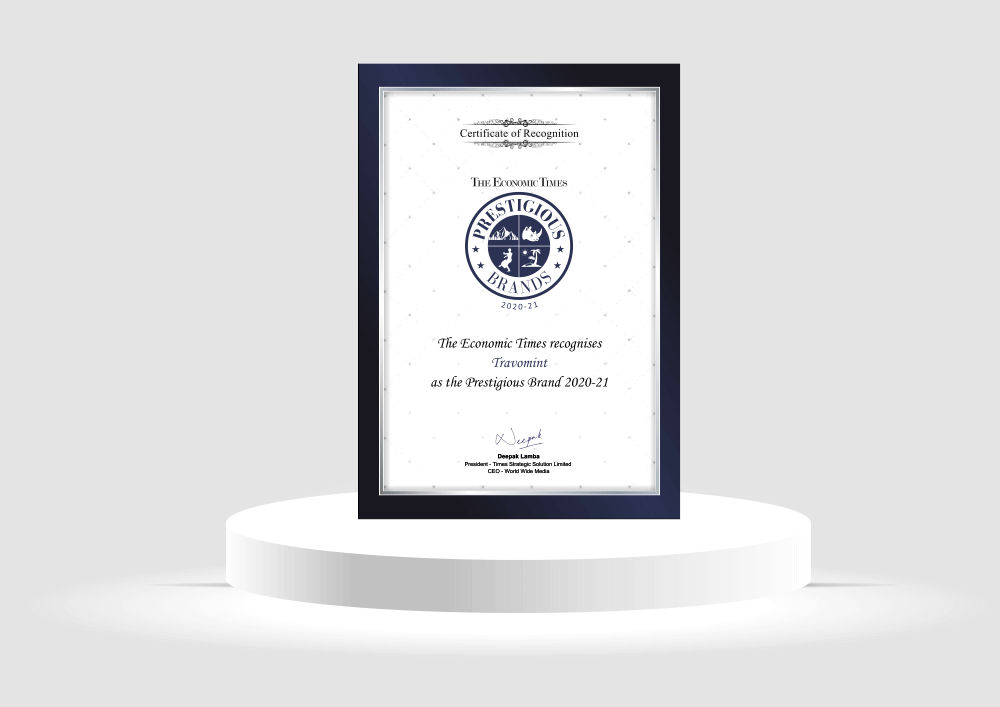 Certificate of Recognition
THE ECONOMIC TIMES
PRESTIGIOUS
BRANDS
2020-21
The Economic Times recognises
Travomint
as the Prestigious Brand 2020-21
Deepak
Deepak Lamba
President - Times Strategic Solution Limited
CEO - World Wide Media